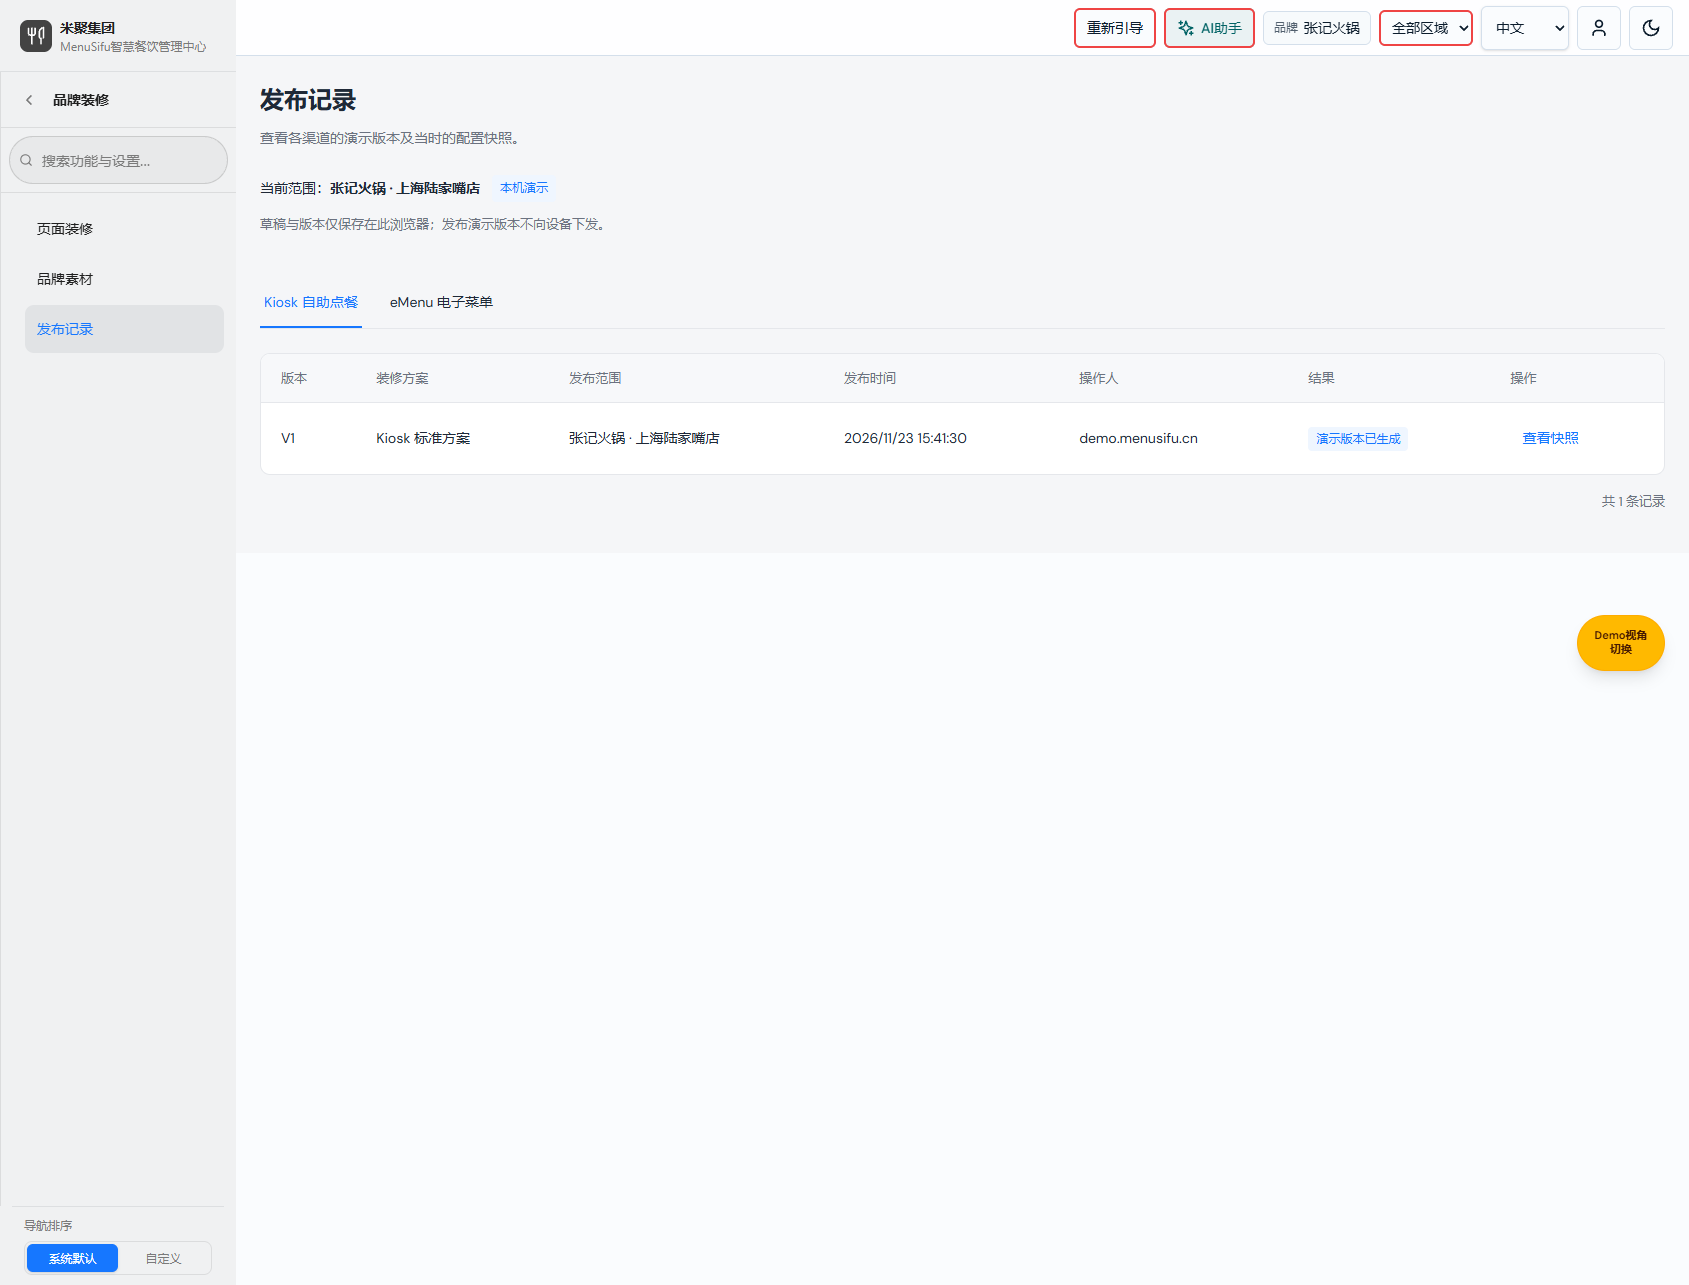 米聚集团
MenuSifu智慧餐饮管理中心
重新引导
AI助手
品牌 张记火锅
全部区域
中文
品牌装修
搜索功能与设置...
页面装修
品牌素材
发布记录
发布记录
查看各渠道的演示版本及当时的配置快照。
当前范围：张记火锅 · 上海陆家嘴店 本机演示
草稿与版本仅保存在此浏览器；发布演示版本不向设备下发。
Kiosk 自助点餐 eMenu 电子菜单
版本 装修方案 发布范围 发布时间 操作人 结果 操作
V1 Kiosk 标准方案 张记火锅 · 上海陆家嘴店 2026/11/23 15:41:30 demo.menusifu.cn 演示版本已生成 查看快照
共 1 条记录
Demo视角
切换
导航排序
系统默认 自定义